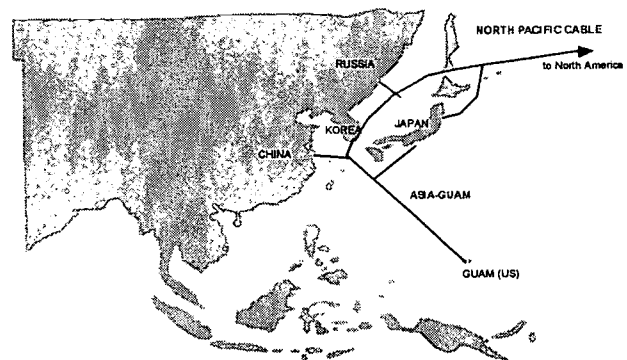 NORTH PACIFIC CABLE
to North America
RUSSIA
KOREA
JAPAN
CHINA
ASIA-GUAM
GUAM (US)